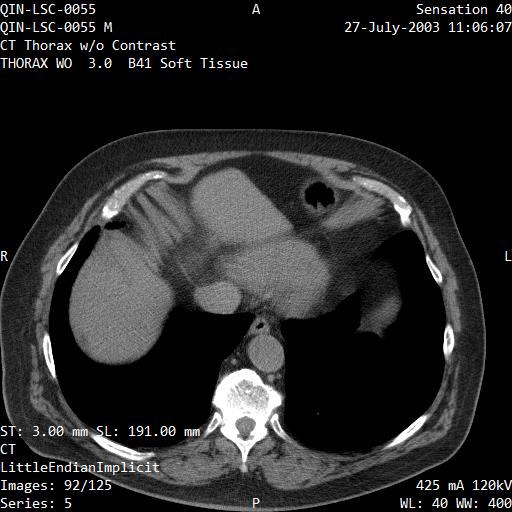 QIN-LSC-0055
A
Sensation 40
QIN-LSC-0055 M
27-July-2003 11:06:07
CT Thorax w/o Contrast
THORAX WO  3.0  B41 Soft Tissue
R
L
ST: 3.00 mm SL: 191.00 mm
CT
LittleEndianImplicit
Images: 92/125
425 mA 120kV
Series: 5
P
WL: 40 WW: 400